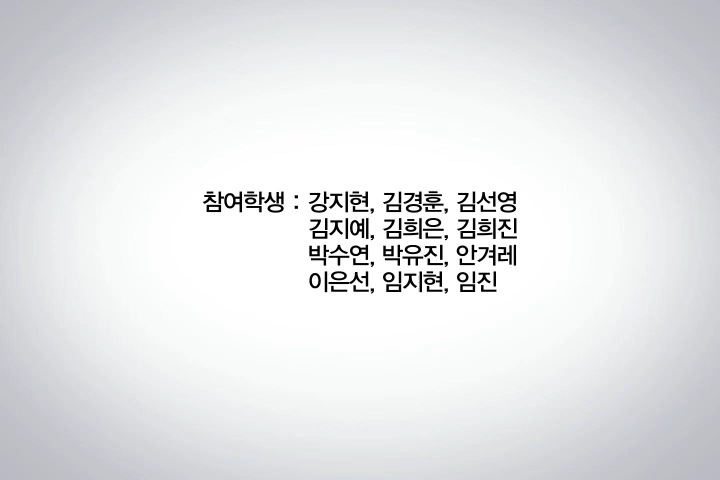 참여학생 : 강지현, 김경훈, 김선영
김지예, 김희은, 김희진
박수연, 박유진, 안겨레
이은선, 임지현, 임진